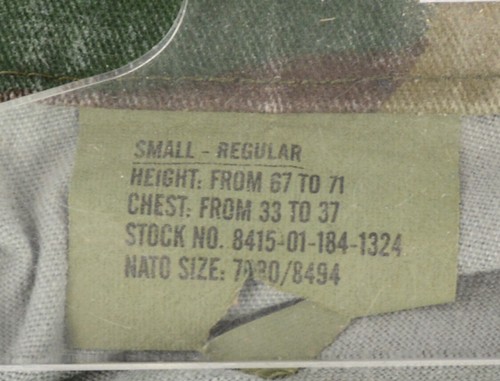 SMALL - REGULAR
HEIGHT: FROM 67 TO 71
CHEST: FROM 33 TO 37
STOCK NO. 8415-01-184-1324
NATO SIZE: